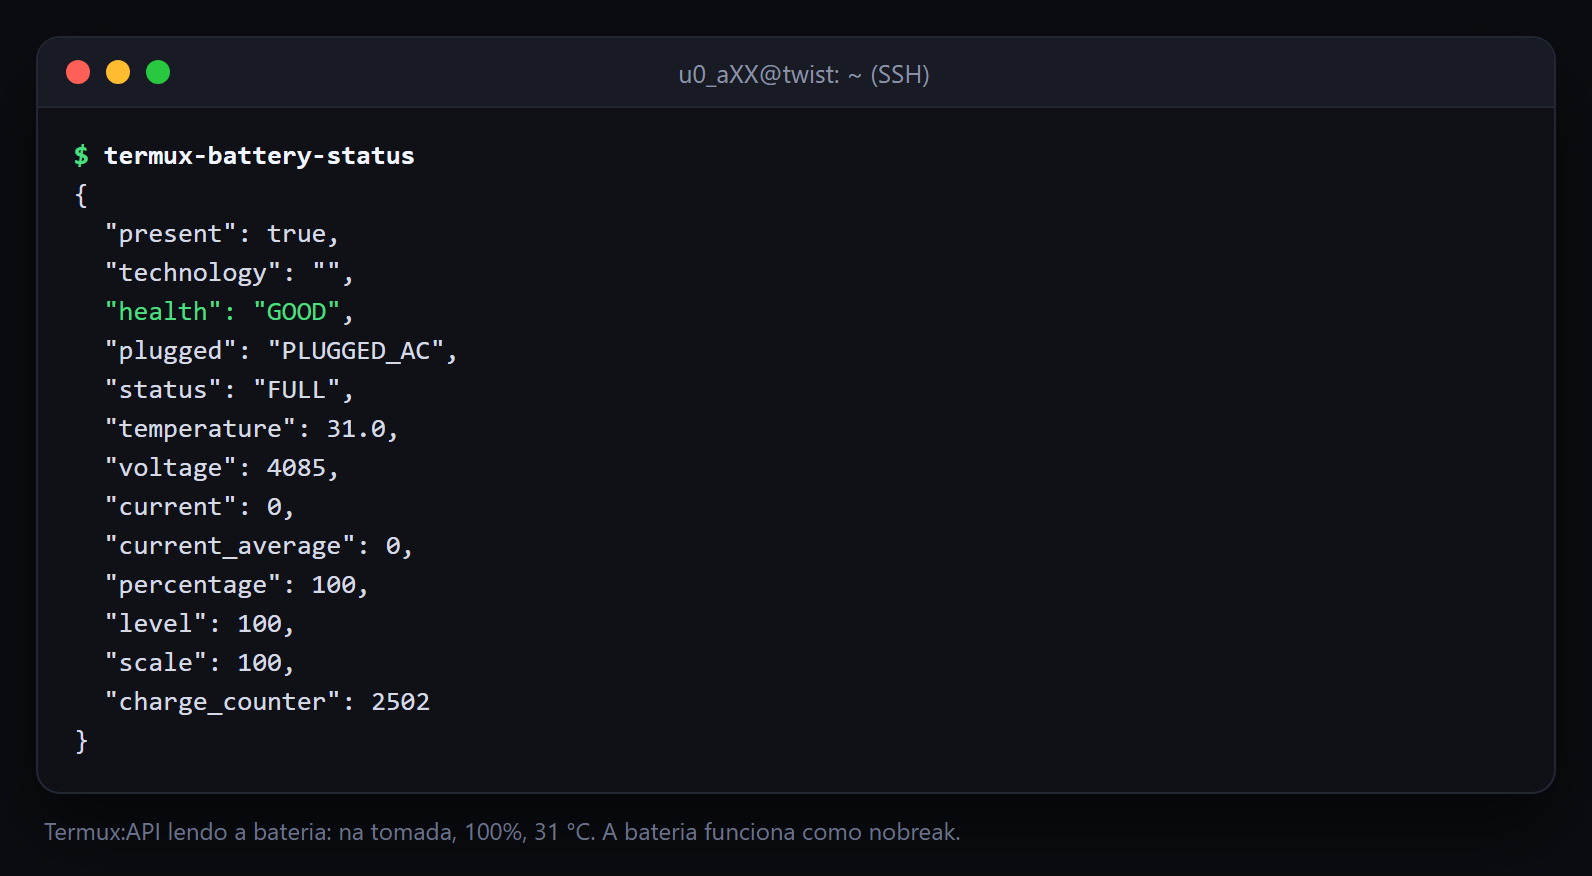 u0_aXX@twist: ~ (SSH)
$ termux-battery-status
{
  "present": true,
  "technology": "",
  "health": "GOOD",
  "plugged": "PLUGGED_AC",
  "status": "FULL",
  "temperature": 31.0,
  "voltage": 4085,
  "current": 0,
  "current_average": 0,
  "percentage": 100,
  "level": 100,
  "scale": 100,
  "charge_counter": 2502
}
Termux:API lendo a bateria: na tomada, 100%, 31 °C. A bateria funciona como nobreak.